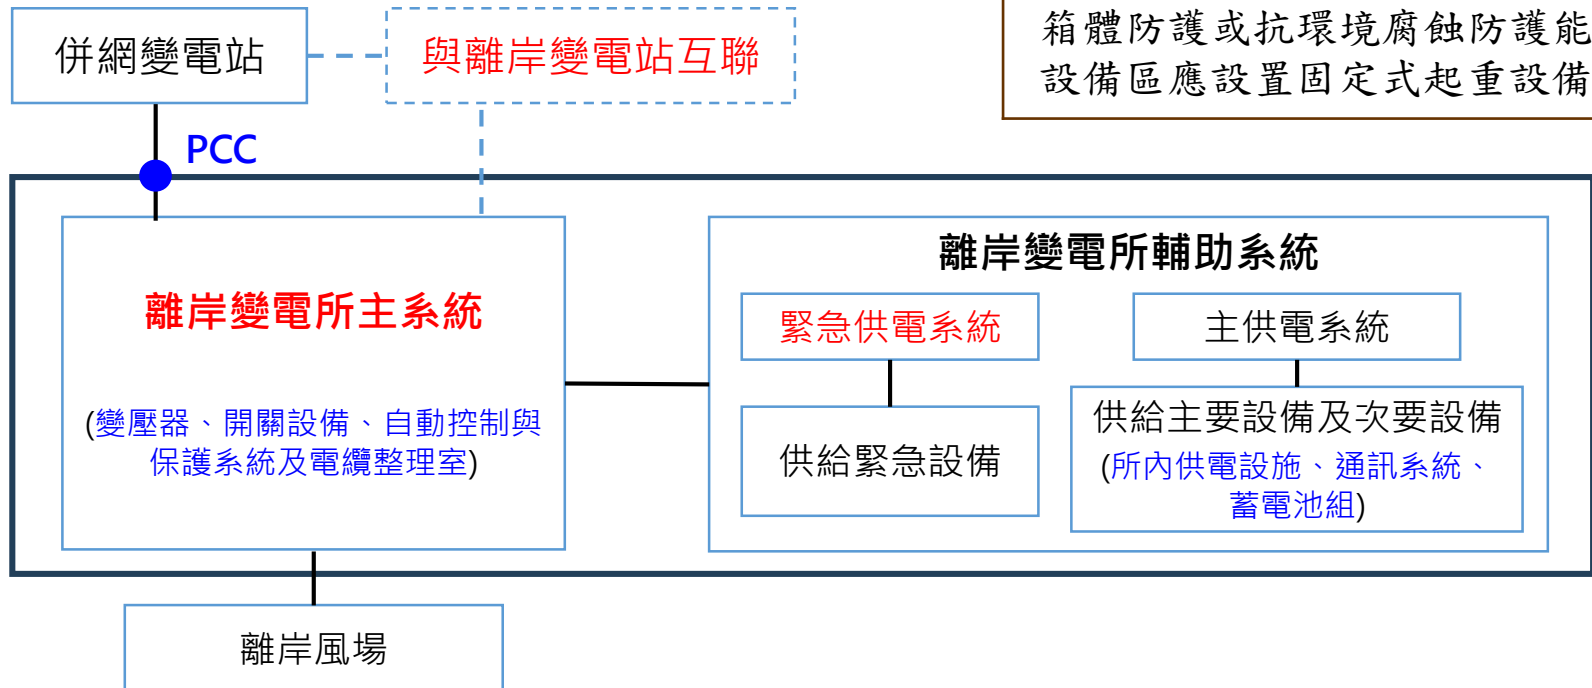 併網變電站
與離岸變電站互聯
箱體防護或抗環境腐蝕防護能
設備區應設置固定式起重設備
PCC
離岸變電所主系統
(變壓器、開關設備、自動控制與
保護系統及電纜整理室)
離岸變電所輔助系統
緊急供電系統
主供電系統
供給緊急設備
供給主要設備及次要設備
(所內供電設施、通訊系統、
蓄電池組)
離岸風場